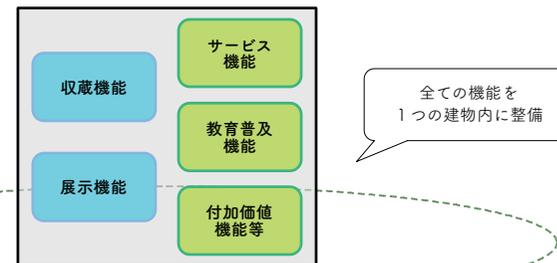 収蔵機能
展示機能
サービス
機能
教育普及
機能
付加価値
機能等
全ての機能を
１つの建物内に整備